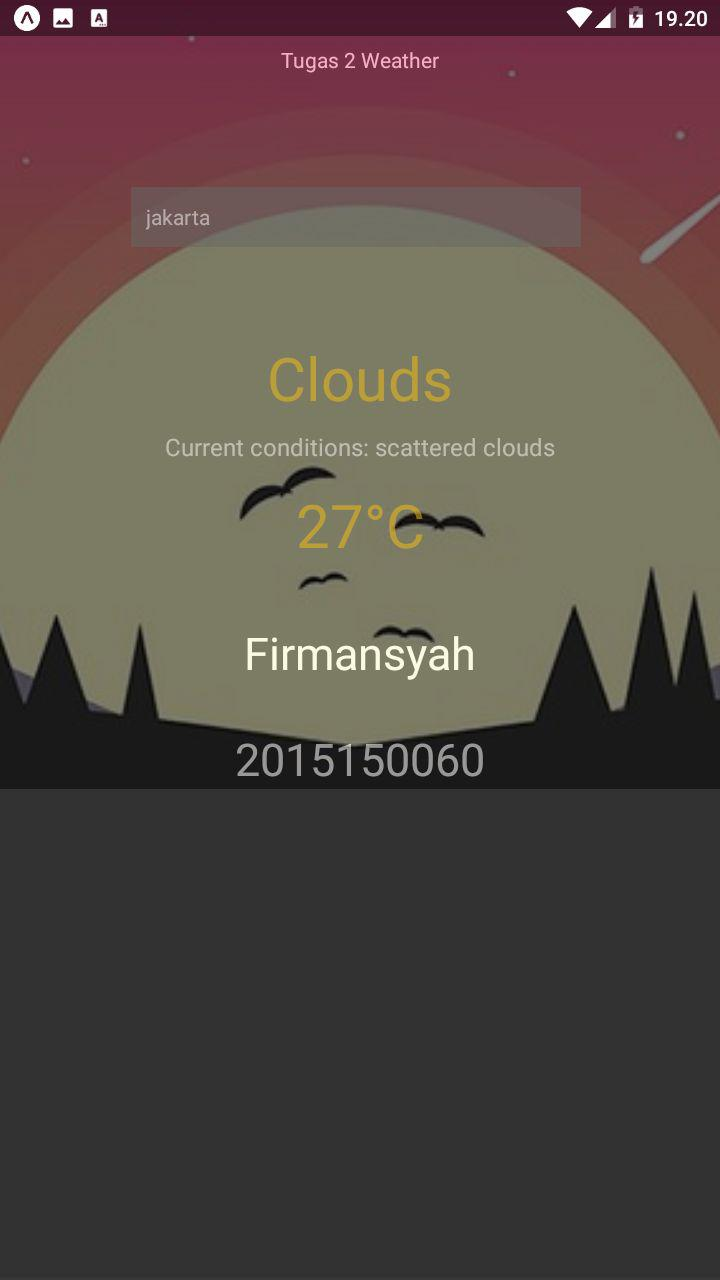 19.20
Tugas 2 Weather
jakarta
Clouds
Current conditions: scattered clouds
27°C
Firmansyah
2015150060